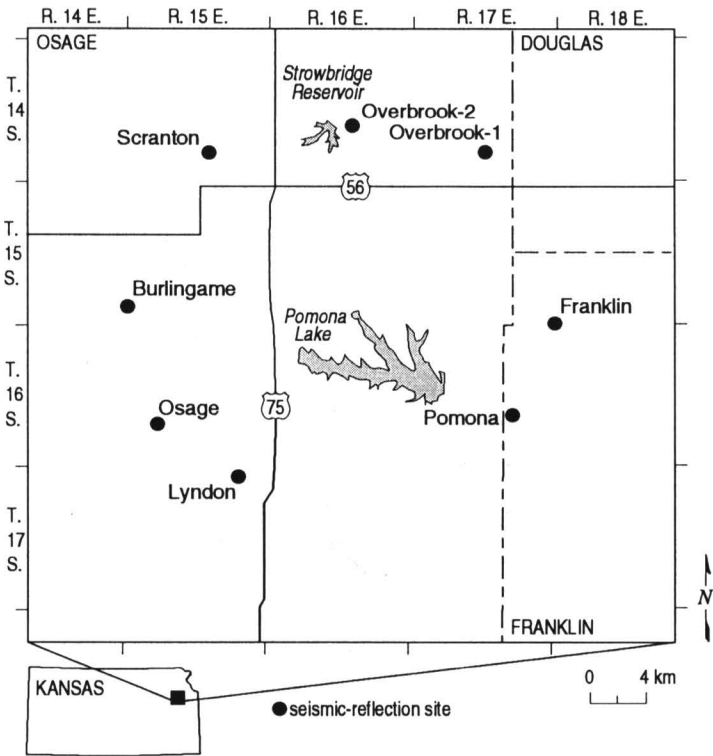 R. 14 E. R. 15 E. R. 16 E. R. 17 E. R. 18 E.
OSAGE
DOUGLAS
T.
14
S.
Strowbridge
Reservoir
Overbrook-2
Overbrook-1
Scranton
56
T.
15
S.
Burlingame
Pomona
Lake
Franklin
T.
16
S.
75
Osage
Pomona
Lyndon
T.
17
S.
N
FRANKLIN
KANSAS
seismic-reflection site
0 4 km